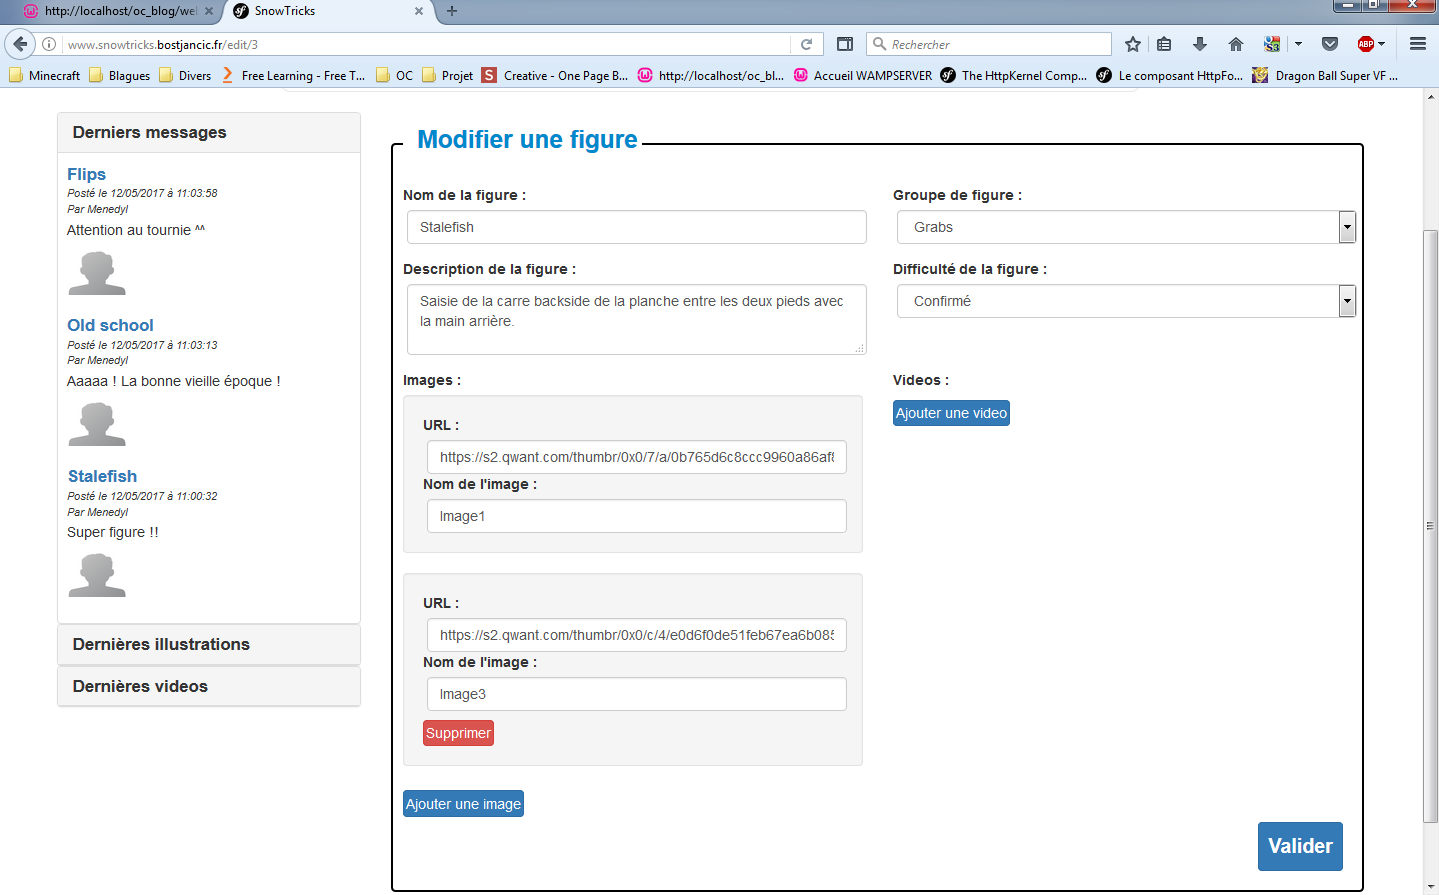 http://localhost/oc_blog/wel
SnowTricks
www.snowtricks.bostjancic.fr/edit/3
Rechercher
ABP
Minecraft
Blagues
Divers
Free Learning - Free T...
OC
Projet
S
Creative - One Page B...
http://localhost/oc_bl...
Accueil WAMPSERVER
The HttpKernel Comp...
Le composant HttpFo...
Dragon Ball Super VF ...
Derniers messages
Flips
Posté le 12/05/2017 à 11:03:58
Par Menedyl
Attention au tournie ^^
Old school
Posté le 12/05/2017 à 11:03:13
Par Menedyl
Aaaaa ! La bonne vieille époque !
Stalefish
Posté le 12/05/2017 à 11:00:32
Par Menedyl
Super figure !!
Dernières illustrations
Dernières videos
Modifier une figure
Nom de la figure :
Stalefish
Groupe de figure :
Grabs
Description de la figure :
Saisie de la carre backside de la planche entre les deux pieds avec
la main arrière.
Difficulté de la figure :
Confirmé
Images :
URL :
https://s2.qwant.com/thumbr/0x0/7/a/0b765d6c8ccc9960a86af8
Nom de l'image :
Image1
URL :
https://s2.qwant.com/thumbr/0x0/c/4/e0d6f0de51feb67ea6b085
Nom de l'image :
Image3
Supprimer
Ajouter une image
Videos :
Ajouter une video
Valider